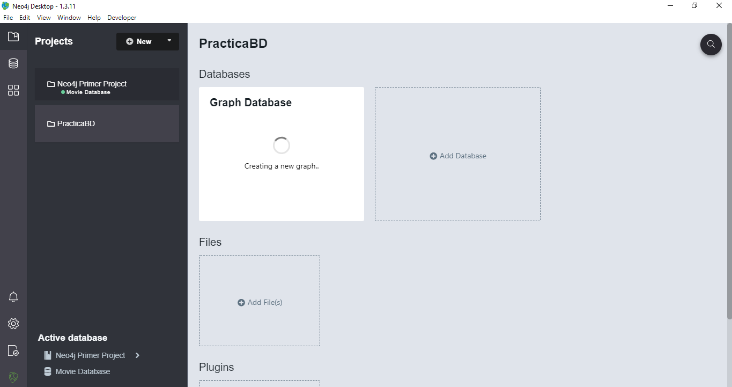 Neo4j Desktop - 1.3.11
File Edit View Window Help Developer
Projects
New
Neo4j Primer Project
Movie Database
PracticaBD
Active database
Neo4j Primer Project
Movie Database
PracticaBD
Databases
Graph Database
Creating a new graph..
Add Database
Files
Add File(s)
Plugins